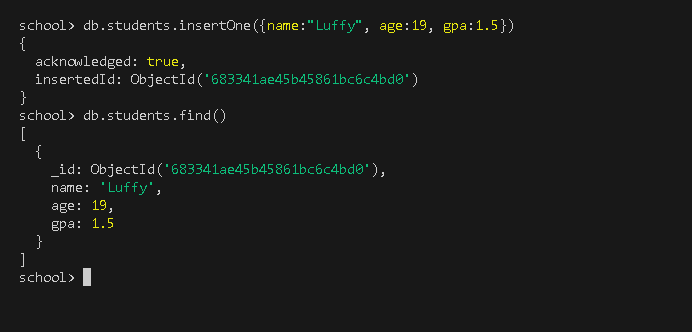 school> db.students.insertOne({name:"Luffy", age:19, gpa:1.5})
{
  acknowledged: true,
  insertedId: ObjectId('683341ae45b45861bc6c4bd0')
}
school> db.students.find()
[
  {
    _id: ObjectId('683341ae45b45861bc6c4bd0'),
    name: 'Luffy',
    age: 19,
    gpa: 1.5
  }
]
school>